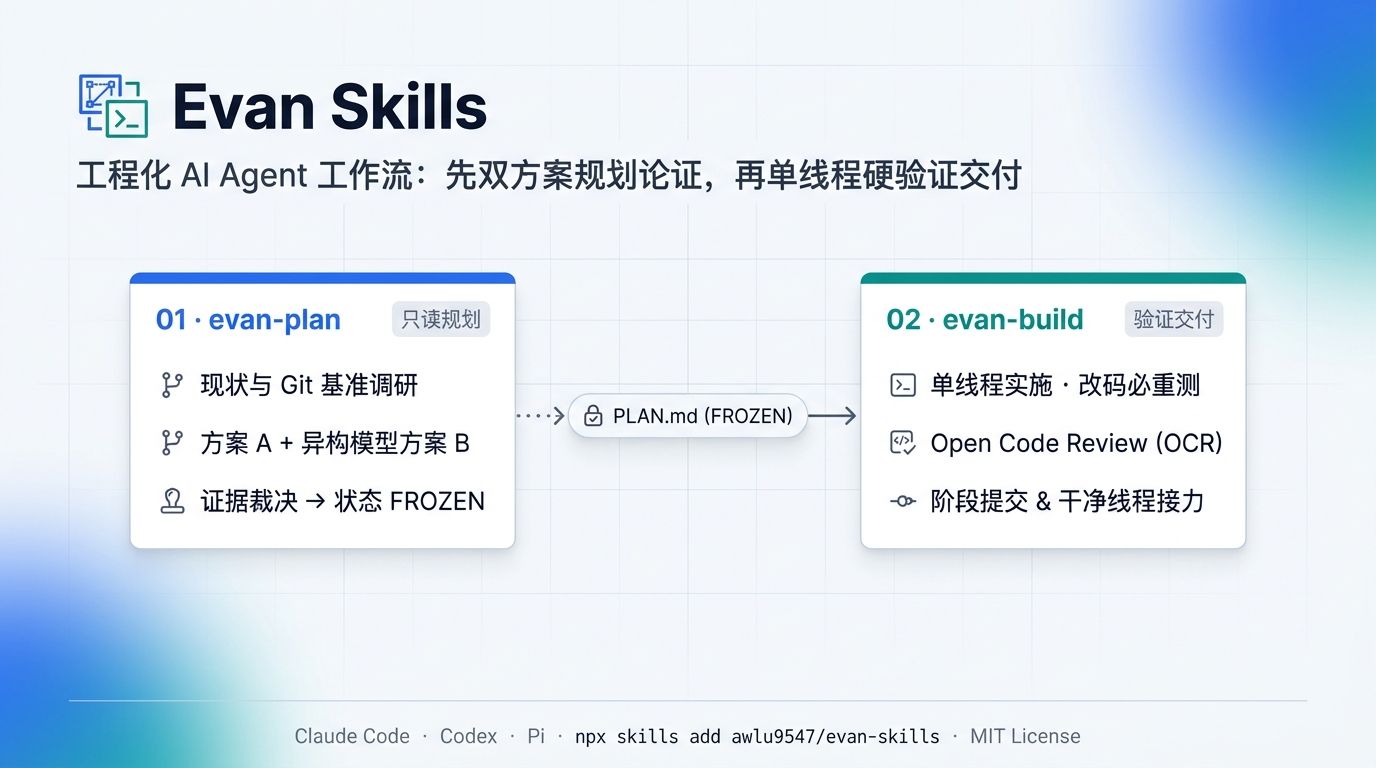 Evan Skills
工程化 AI Agent 工作流：先双方案规划论证，再单线程硬验证交付
01 · evan-plan
只读规划
现状与 Git 基准调研
方案 A + 异构模型方案 B
证据裁决 → 状态 FROZEN
PLAN.md (FROZEN)
02 · evan-build
验证交付
单线程实施 · 改码必重测
Open Code Review (OCR)
阶段提交 & 干净线程接力
Claude Code · Codex · Pi · npx skills add awlu9547/evan-skills · MIT License